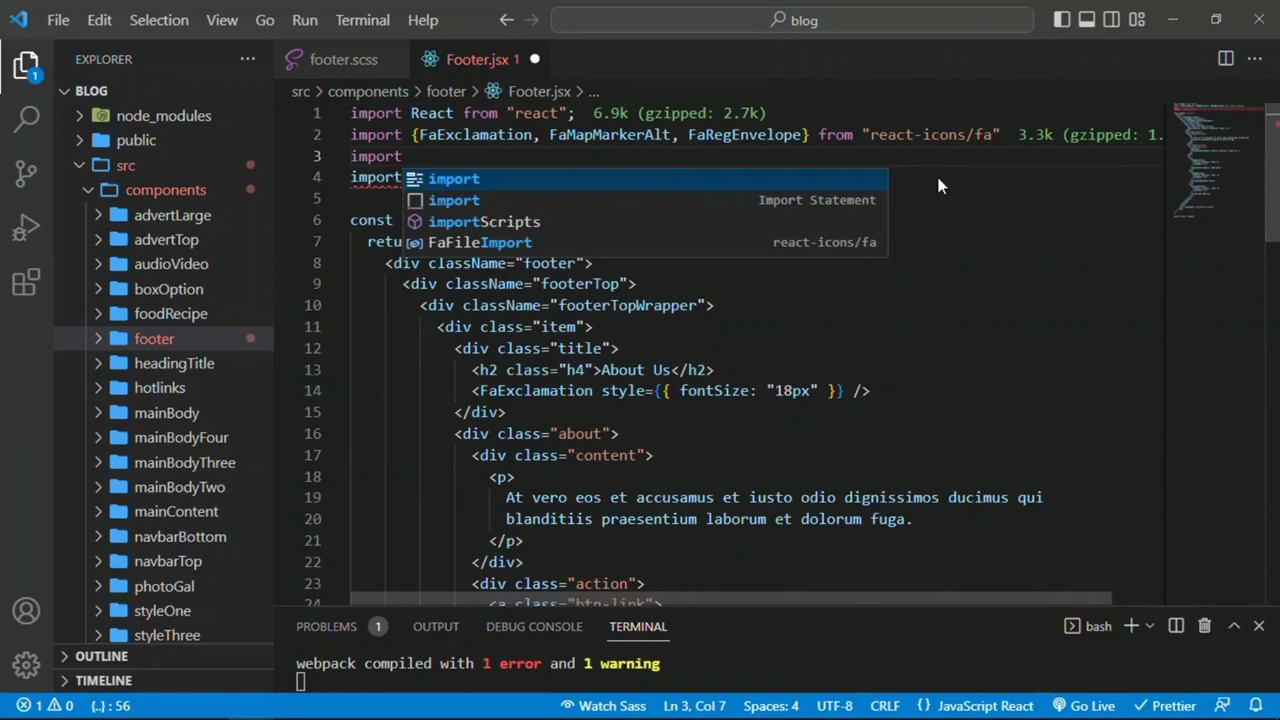 File Edit Selection View Go Run Terminal Help blog
EXPLORER
footer.scss Footer.jsx 1
BLOG
src components footer Footer.jsx ...
1
node_modules
public
src
components
advertLarge
advertTop
audioVideo
boxOption
foodRecipe
footer
headingTitle
hotlinks
mainBody
mainBodyFour
mainBodyThree
mainBodyTwo
mainContent
navbarBottom
navbarTop
photoGal
styleOne
styleThree
OUTLINE
TIMELINE
1 import React from "react"; 6.9k (gzipped: 2.7k)
2 import {FaExclamation, FaMapMarkerAlt, FaRegEnvelope} from "react-icons/fa" 3.3k (gzipped: 1.
3 import
4 import
import
import Import Statement
importScripts
FaFileImport react-icons/fa
5
6 const
7 retu
8 <div className="footer">
9 <div className="footerTop">
10 <div className="footerTopWrapper">
11 <div class="item">
12 <div class="title">
13 <h2 class="h4">About Us</h2>
14 <FaExclamation style={{ fontSize: "18px" }} />
15 </div>
16 <div class="about">
17 <div class="content">
18 <p>
19 At vero eos et accusamus et iusto odio dignissimos ducimus qui
20 blanditiis praesentium laborum et dolorum fuga.
21 </p>
22 </div>
23 <div class="action">
24 <a class="btn-link">
PROBLEMS 1 OUTPUT DEBUG CONSOLE TERMINAL bash
webpack compiled with 1 error and 1 warning
1 0 {..} : 56 Watch Sass Ln 3, Col 7 Spaces: 4 UTF-8 CRLF {} JavaScript React Go Live Prettier